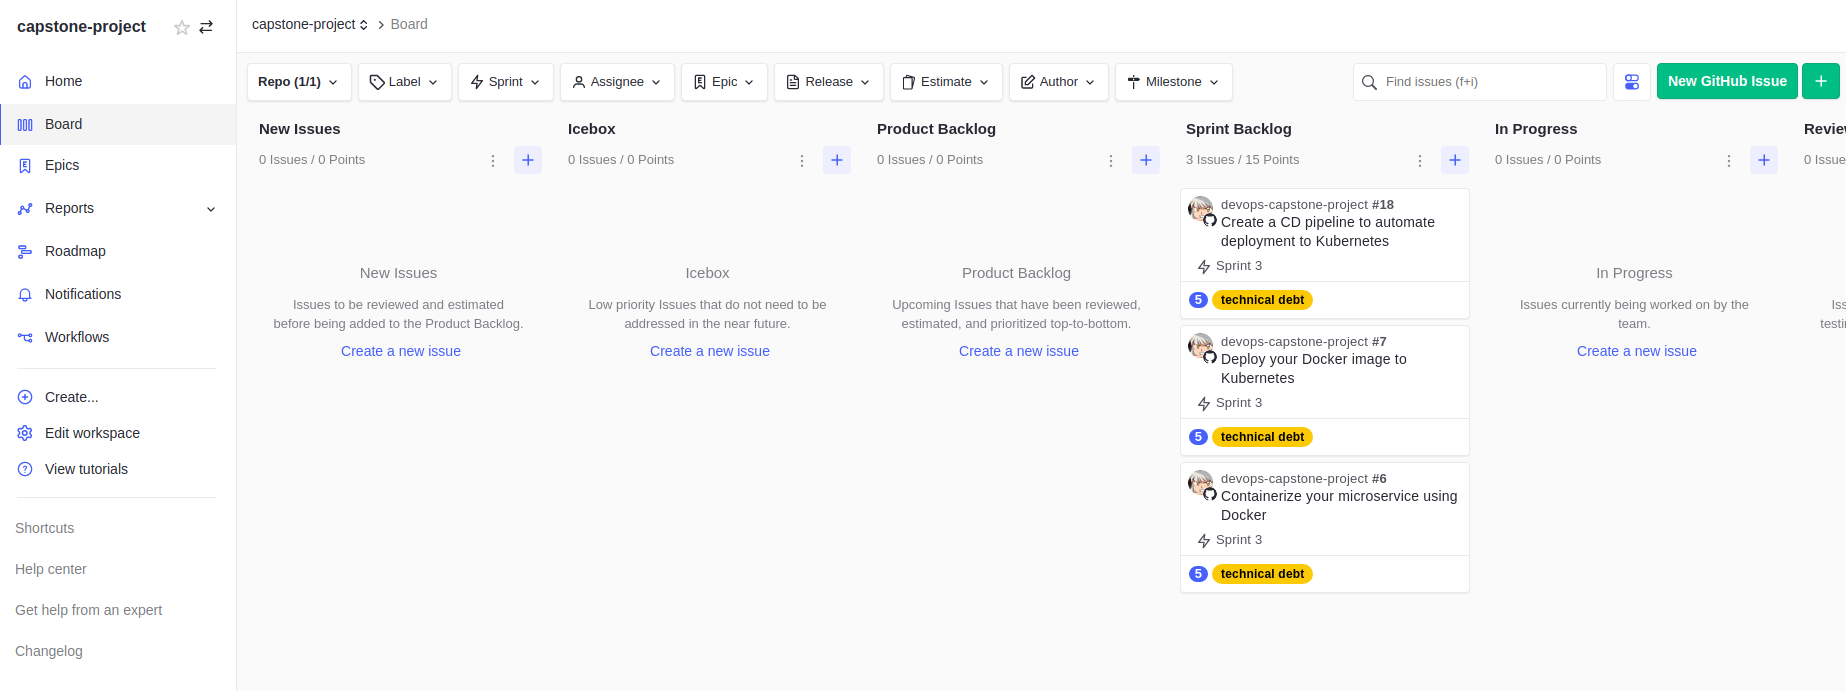 capstone-project
Home
Board
Epics
Reports
Roadmap
Notifications
Workflows
Create...
Edit workspace
View tutorials
Shortcuts
Help center
Get help from an expert
Changelog
capstone-project > Board
Repo (1/1) Label Sprint Assignee Epic Release Estimate Author Milestone Find issues (f+i) New GitHub Issue +
New Issues
0 Issues / 0 Points
New Issues
Issues to be reviewed and estimated
before being added to the Product Backlog.
Create a new issue
Icebox
0 Issues / 0 Points
Icebox
Low priority Issues that do not need to be
addressed in the near future.
Create a new issue
Product Backlog
0 Issues / 0 Points
Product Backlog
Upcoming Issues that have been reviewed,
estimated, and prioritized top-to-bottom.
Create a new issue
Sprint Backlog
3 Issues / 15 Points
devops-capstone-project #18
Create a CD pipeline to automate
deployment to Kubernetes
Sprint 3
5 technical debt
devops-capstone-project #7
Deploy your Docker image to
Kubernetes
Sprint 3
5 technical debt
devops-capstone-project #6
Containerize your microservice using
Docker
Sprint 3
5 technical debt
In Progress
0 Issues / 0 Points
In Progress
Issues currently being worked on by the
team.
Create a new issue
0